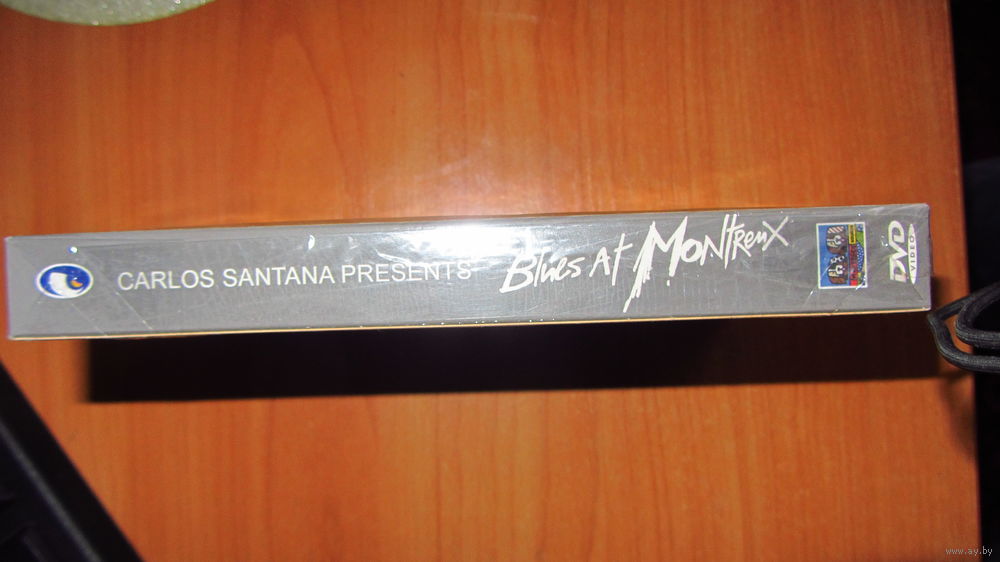 CARLOS SANTANA PRESENTS
Blues At Montreux
DVD
VIDEO
www.ay.by